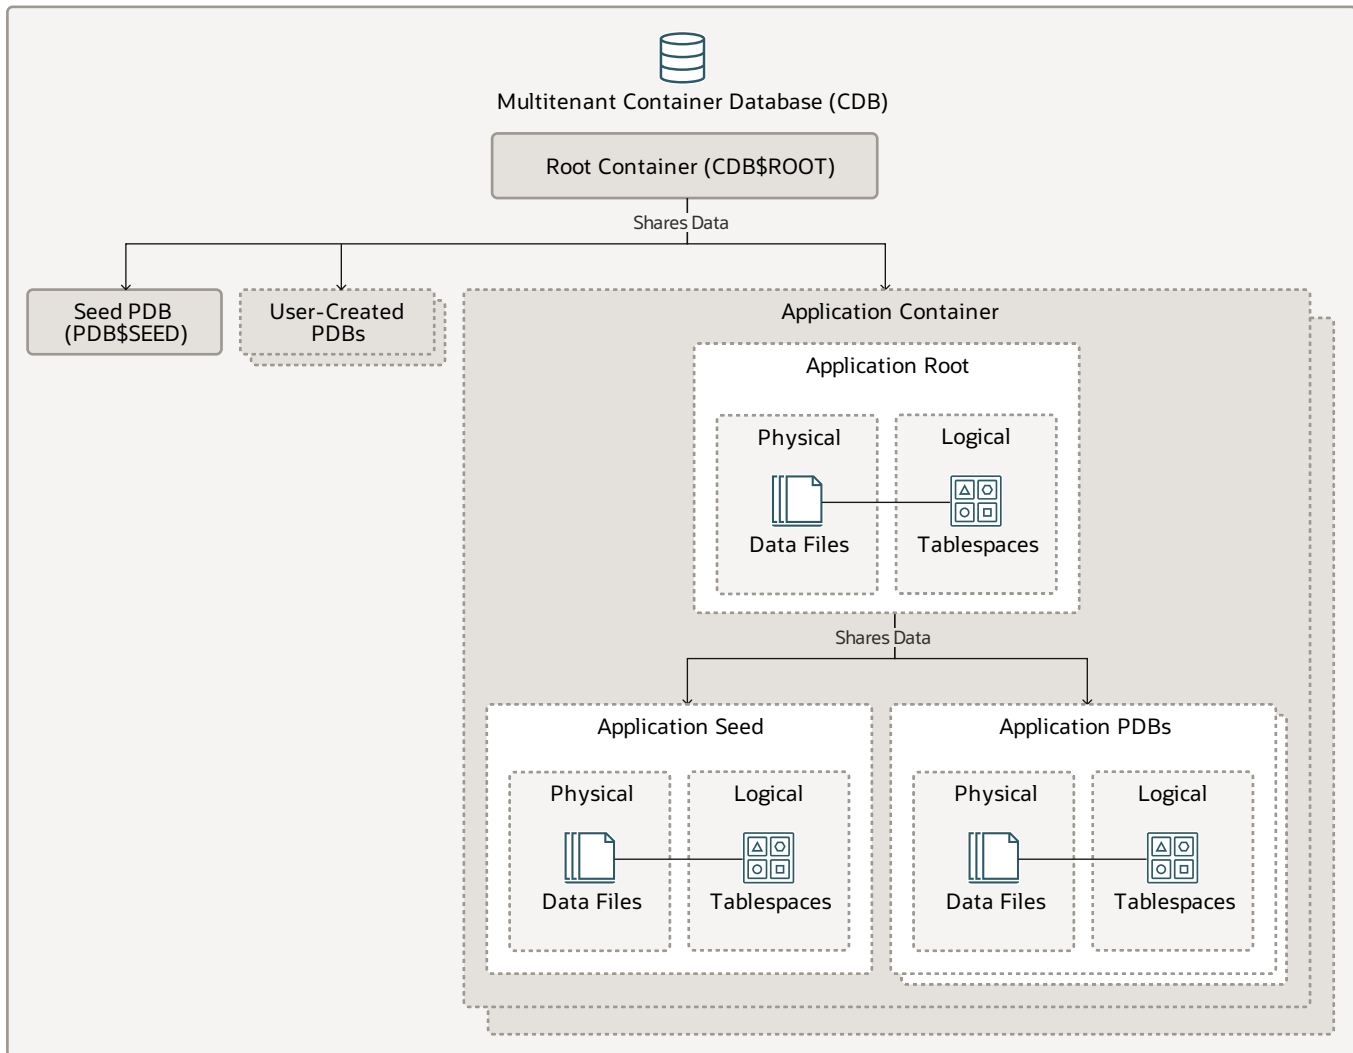 Multitenant Container Database (CDB)
Root Container (CDB$ROOT)
Shares Data
Seed PDB
(PDB$SEED)
User-Created
PDBs
Application Container
Application Root
Physical
Logical
Data Files
Tablespaces
Shares Data
Application Seed
Physical
Logical
Data Files
Tablespaces
Application PDBs
Physical
Logical
Data Files
Tablespaces